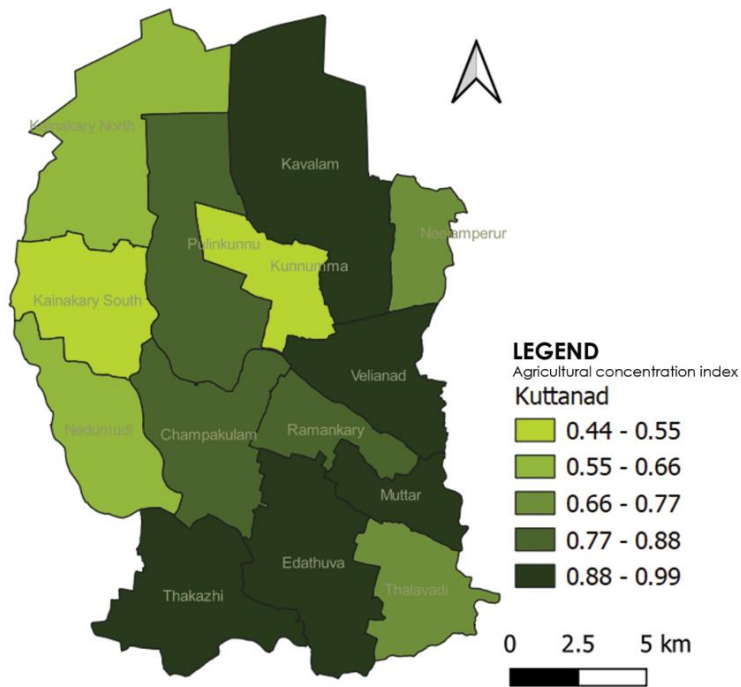 Kainakary North
Kavalam
Neelamperur
Pulinkunnu
Kunnumma
Kainakary South
LEGEND
Agricultural concentration index
Velianad
Kuttanad
0.44 - 0.55
Nedumudi
Champakulam
Ramankary
0.55 - 0.66
Muttar
0.66 - 0.77
0.77 - 0.88
Edathuva
Thakazhi
Thalavadi
0.88 - 0.99
0 2.5 5 km